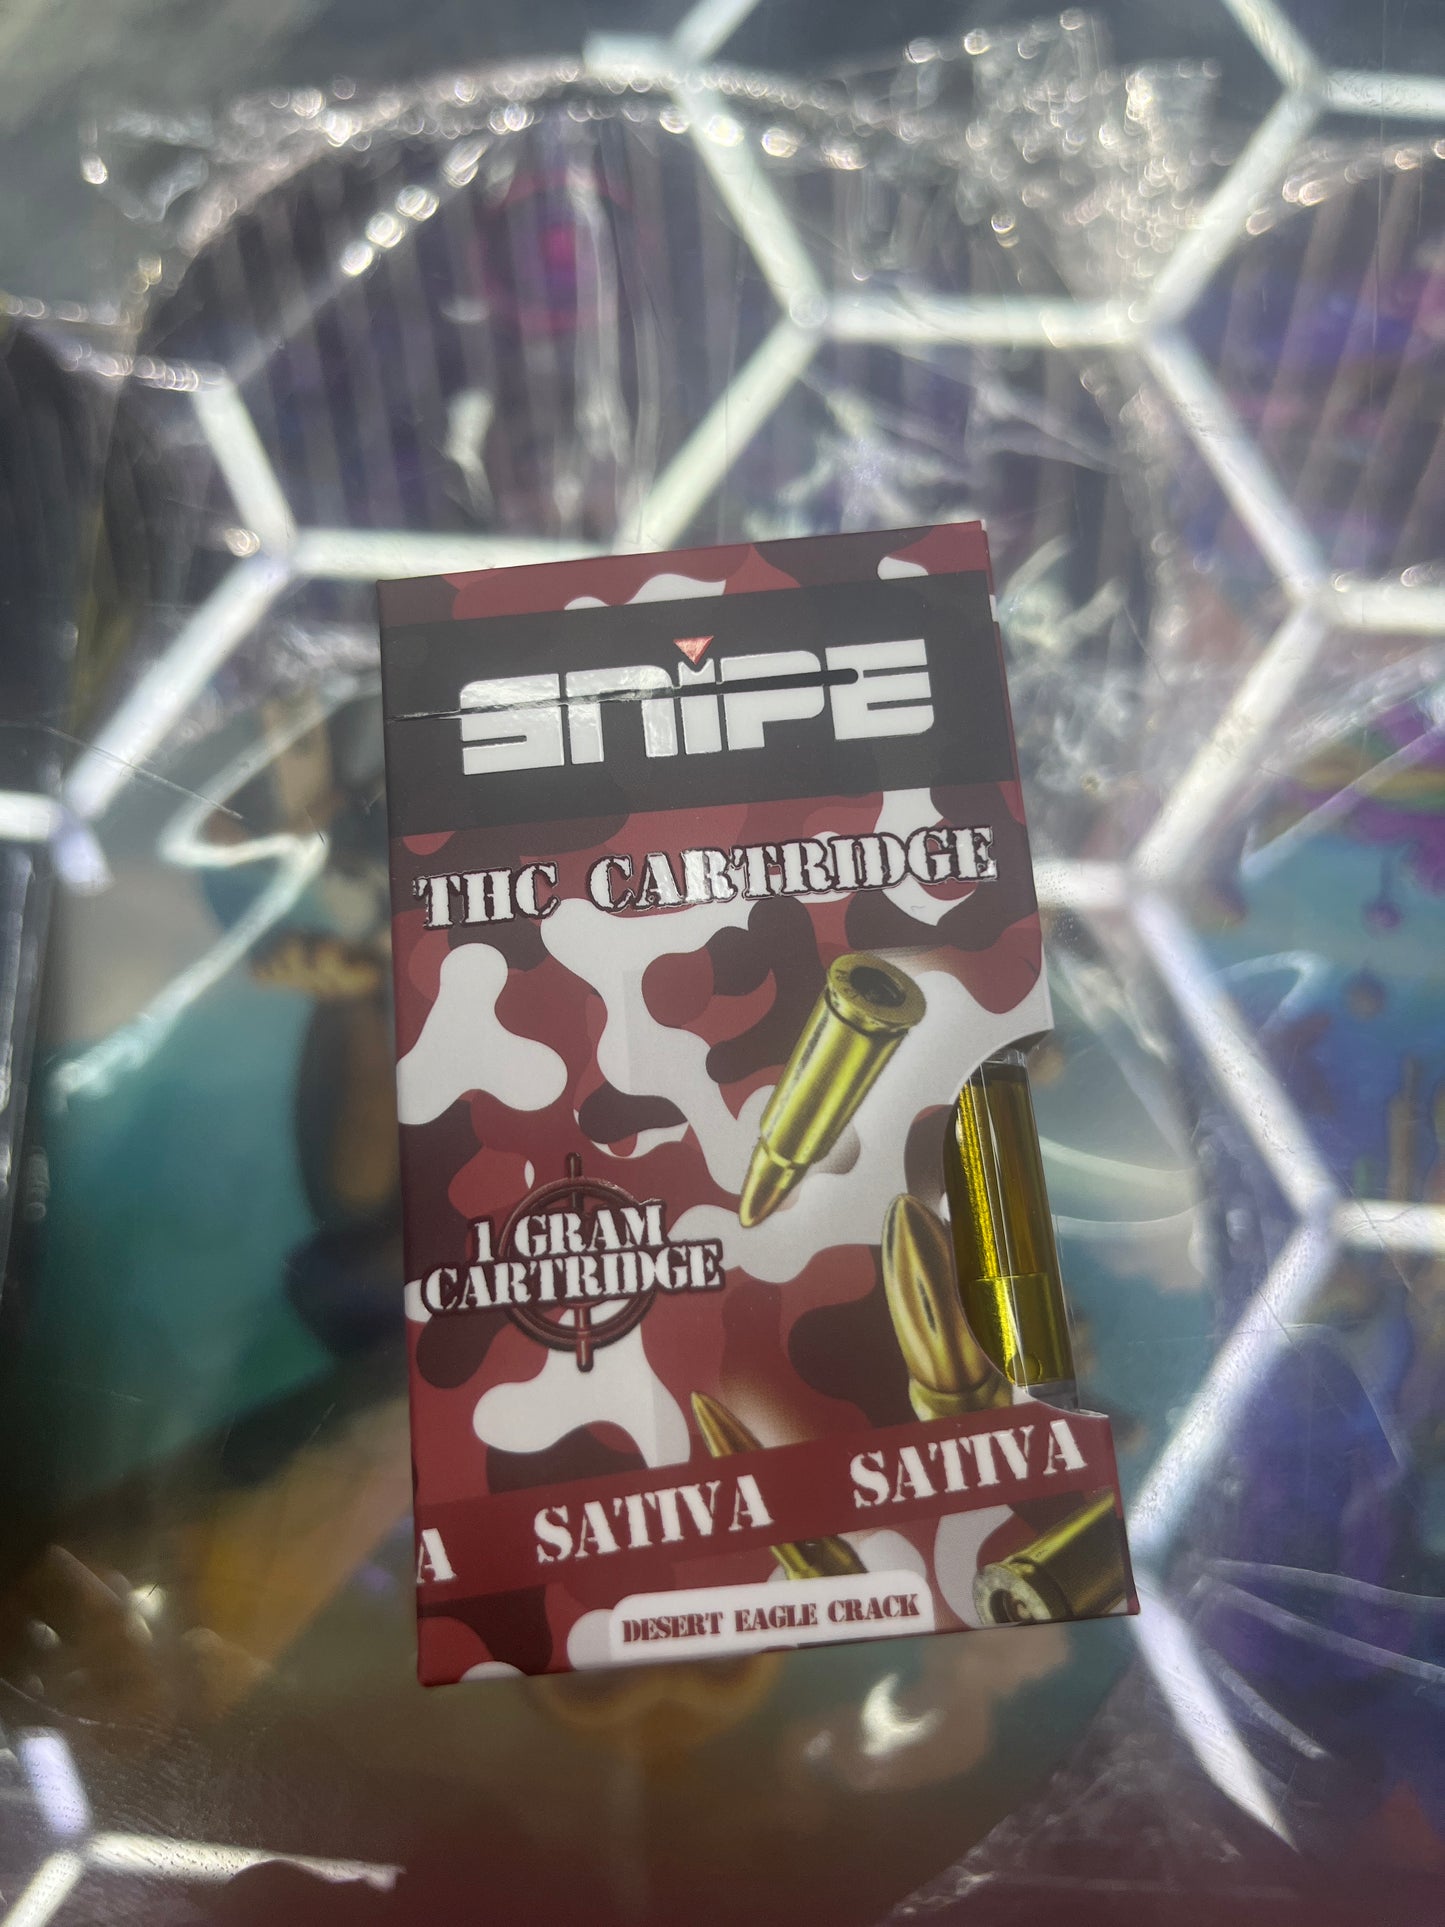 SNIPE
THC CARTRIDGE
1 GRAM
CARTRIDGE
A SATIVA SATIVA
DESERT EAGLE CRACK